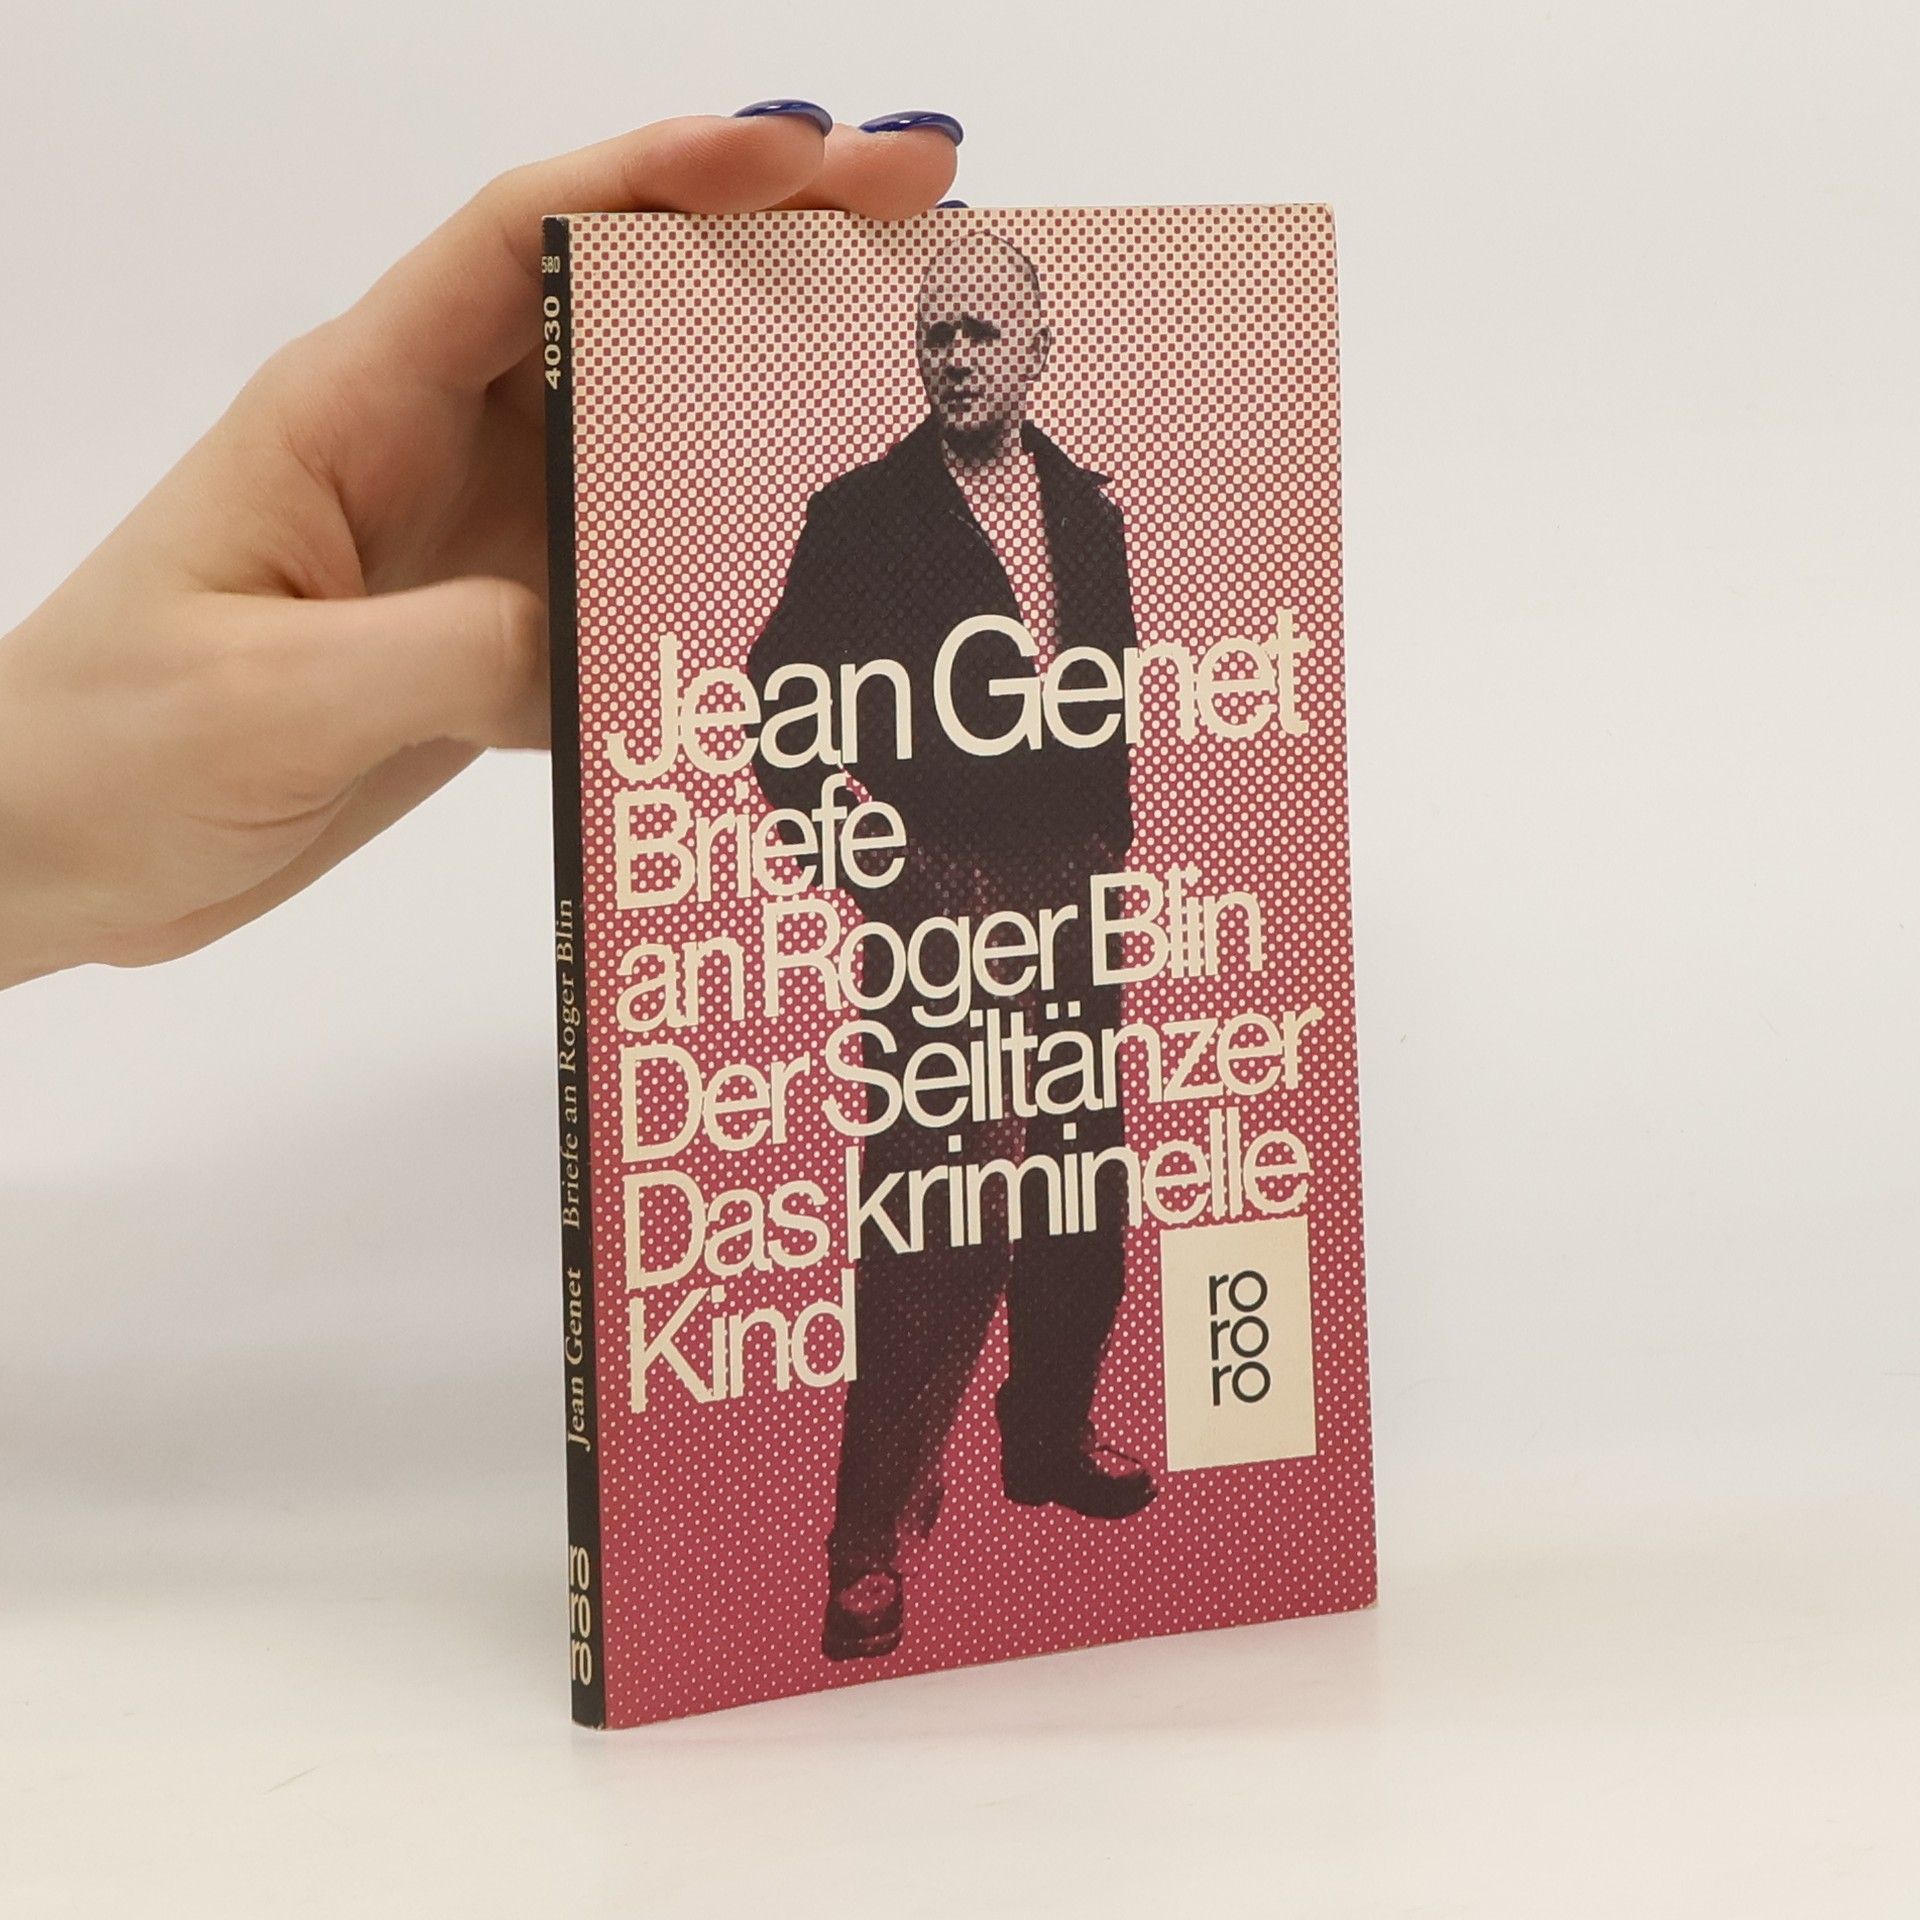 Jean Genet
Briefe
an Roger Blin
Der Seiltänzer
Das kriminelle
Kind
ro
ro
ro
580
4030
Jean Genet Briefe an Roger Blin
ro
ro
ro